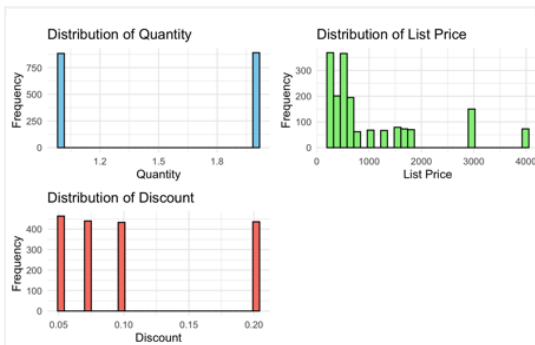 Distribution of Quantity
Frequency
750
500
250
0
1.2
1.5
1.8
Quantity
Distribution of List Price
Frequency
300
200
100
0
0
1000
2000
3000
4000
List Price
Distribution of Discount
Frequency
400
300
200
100
0
0.05
0.10
0.15
0.20
Discount